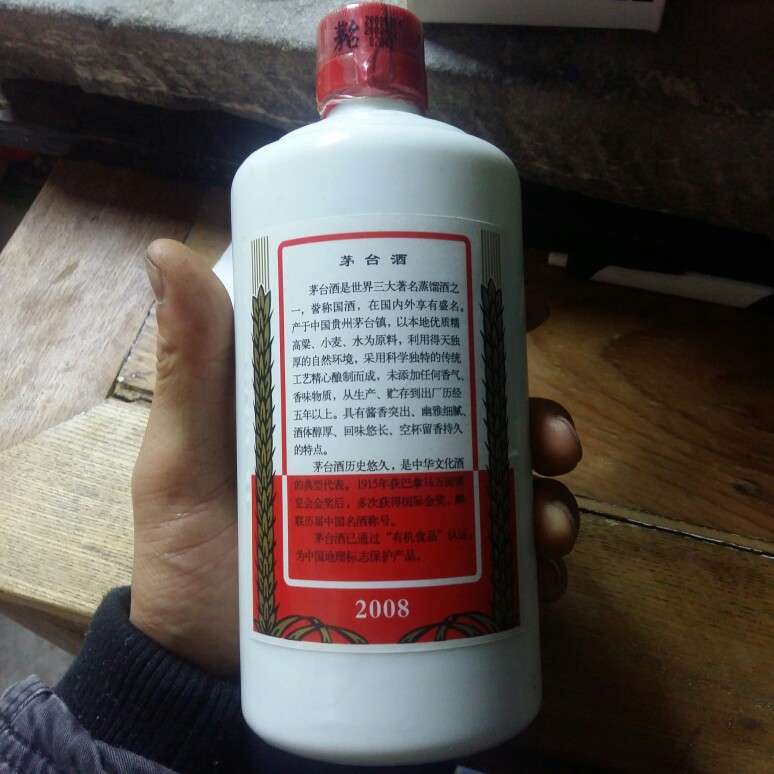 茅台酒
茅台酒是世界三大著名蒸馏酒之
一，誉称国酒，在国内外享有盛名。
产于中国贵州茅台镇，以本地优质糯
高粱、小麦、水为原料，利用得天独
厚的自然环境，采用科学独特的传统
工艺精心酿制而成，未添加任何香气、
香味物质，从生产、贮存到出厂历经
五年以上。具有酱香突出、幽雅细腻、
酒体醇厚、回味悠长、空杯留香持久
的特点。
茅台酒历史悠久，是中华文化酒
的典型代表。1915年获巴拿马万国博
览会金奖后，多次获得国际金奖，蝉
联历届中国名酒称号。
茅台酒已通过“有机食品”认证，
为中国地理标志保护产品。
2008